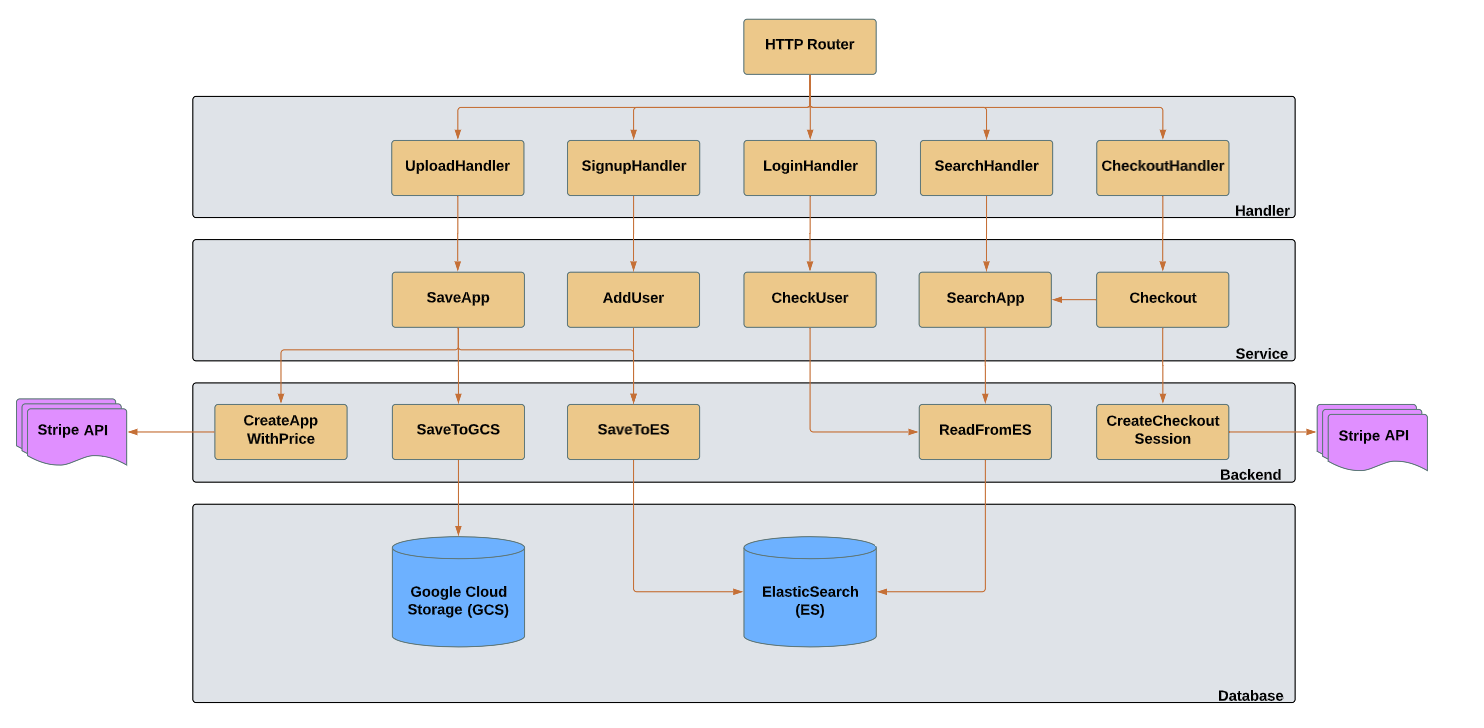 HTTP Router
UploadHandler
SignupHandler
LoginHandler
SearchHandler
CheckoutHandler
Handler
SaveApp
AddUser
CheckUser
SearchApp
Checkout
Service
Stripe API
CreateApp
WithPrice
SaveToGCS
SaveToES
ReadFromES
CreateCheckout
Session
Stripe API
Backend
Google Cloud
Storage (GCS)
ElasticSearch
(ES)
Database